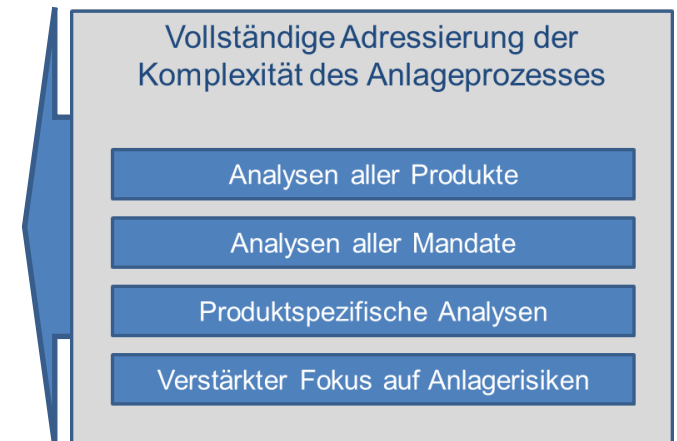 Vollständige Adressierung der
Komplexität des Anlageprozesses
Analysen aller Produkte
Analysen aller Mandate
Produktspezifische Analysen
Verstärkter Fokus auf Anlagerisiken